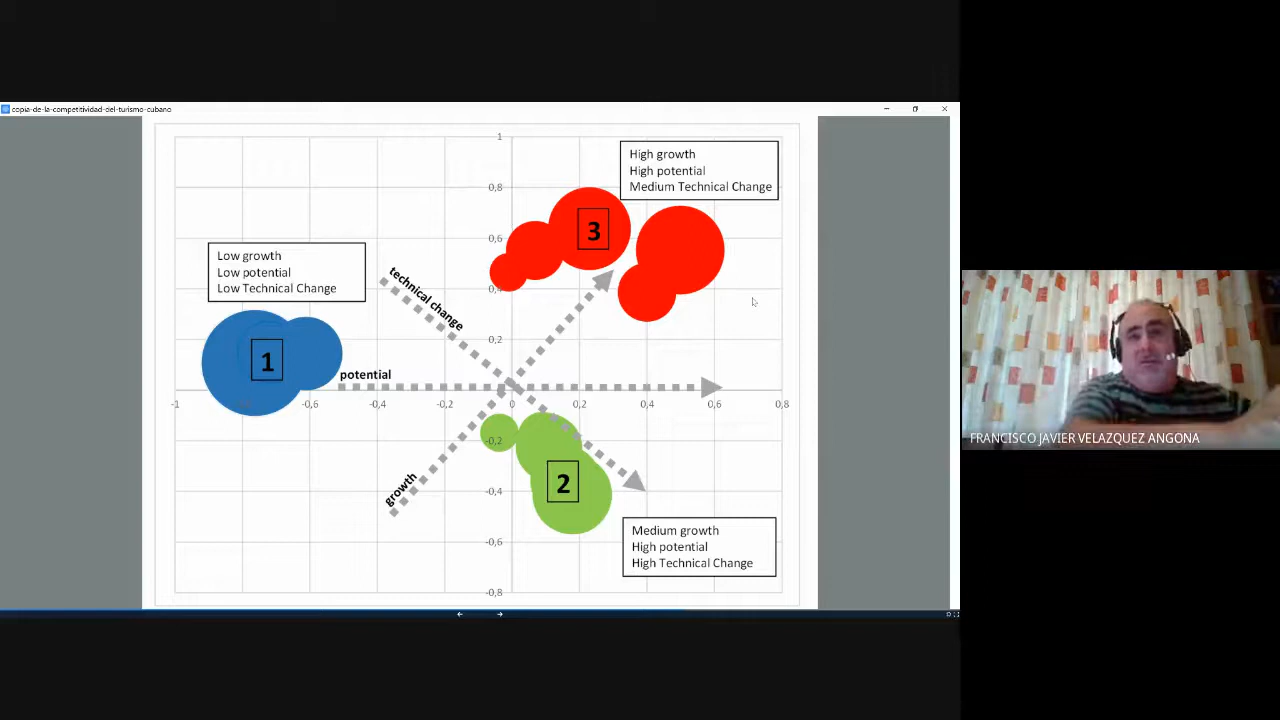 copia-de-la-competitividad-del-turismo-cubano
1
High growth
High potential
Medium Technical Change
0,8
3
0,6
Low growth
Low potential
Low Technical Change
technical change
0,4
0,2
1
potential
-1
-0,6
-0,4
-0,2
0
0,2
0,4
0,6
0,8
-0,2
FRANCISCO JAVIER VELAZQUEZ ANGONA
growth
2
-0,4
Medium growth
High potential
High Technical Change
-0,6
-0,8